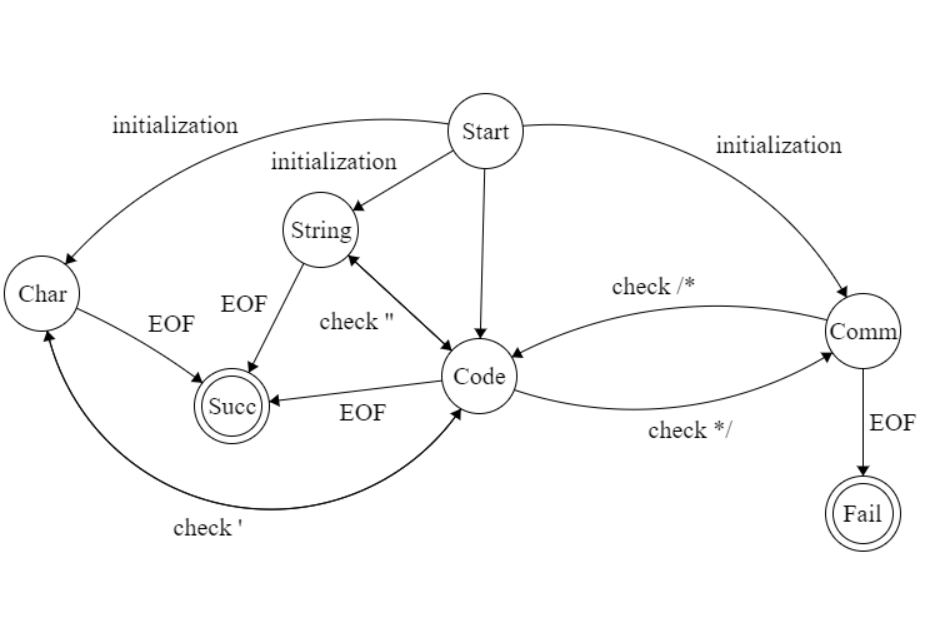 Start
initialization
initialization
initialization
String
Char
check /*
EOF
EOF
check "
Comm
Code
Succ
EOF
EOF
check */
Fail
check '